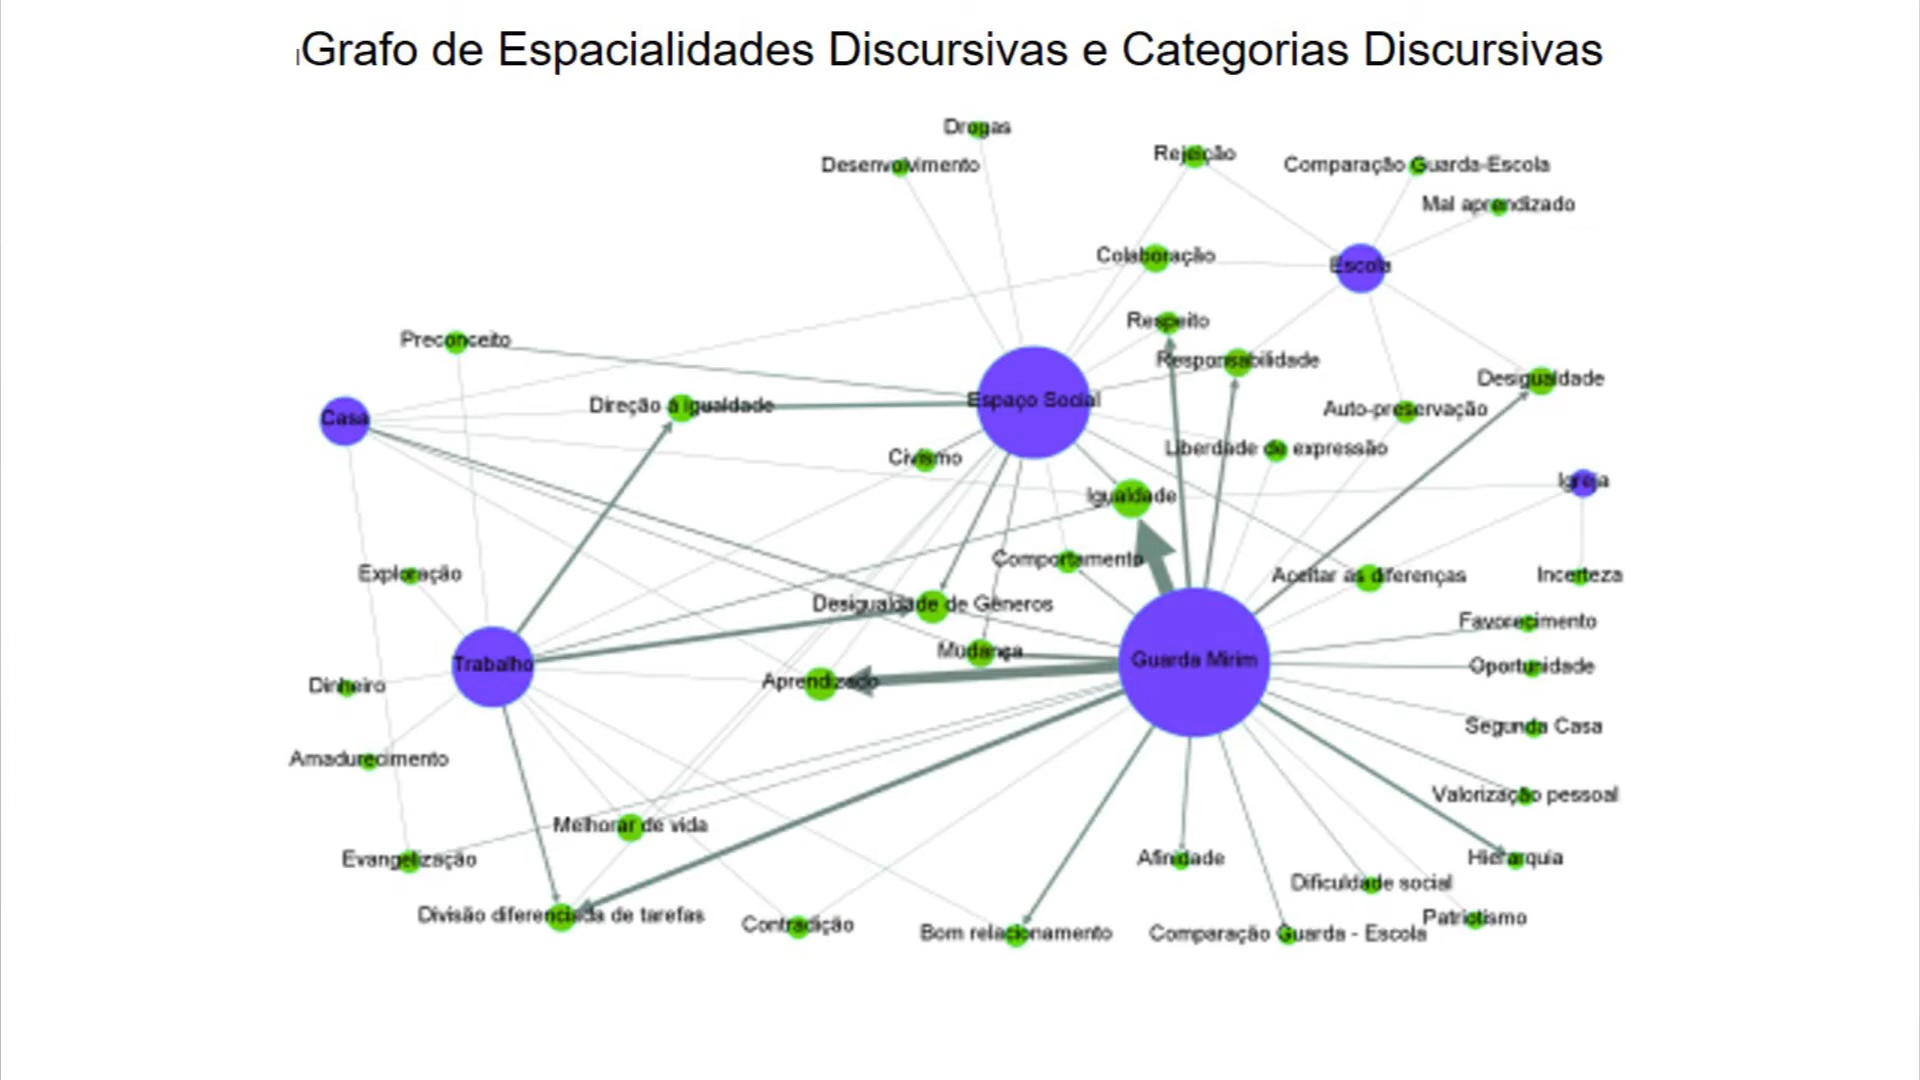 Grafo de Espacialidades Discursivas e Categorias Discursivas
Drogas
Desenvolvimento
Rejeição
Comparação Guarda-Escola
Mal aprendizado
Colaboração
Escola
Respeito
Preconceito
Responsabilidade
Desigualdade
Espaço Social
Direção à igualdade
Auto-preservação
Casa
Liberdade de expressão
Civismo
Igreja
Igualdade
Comportamento
Exploração
Aceitar as diferenças
Incerteza
Desigualdade de Gêneros
Favorecimento
Mudança
Guarda Mirim
Trabalho
Oportunidade
Aprendizado
Dinheiro
Segunda Casa
Amadurecimento
Valorização pessoal
Melhorar de vida
Evangelização
Afinidade
Hierarquia
Dificuldade social
Divisão diferenciada de tarefas
Patriotismo
Contradição
Bom relacionamento
Comparação Guarda - Escola